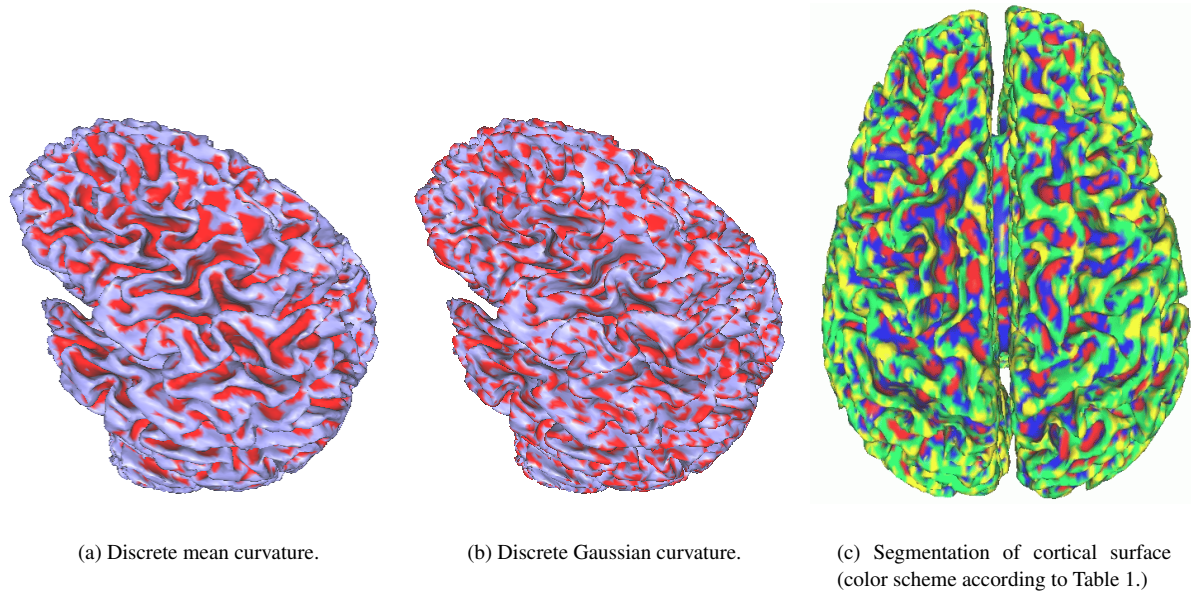 (a) Discrete mean curvature.
(b) Discrete Gaussian curvature.
(c) Segmentation of cortical surface
(color scheme according to Table 1.)